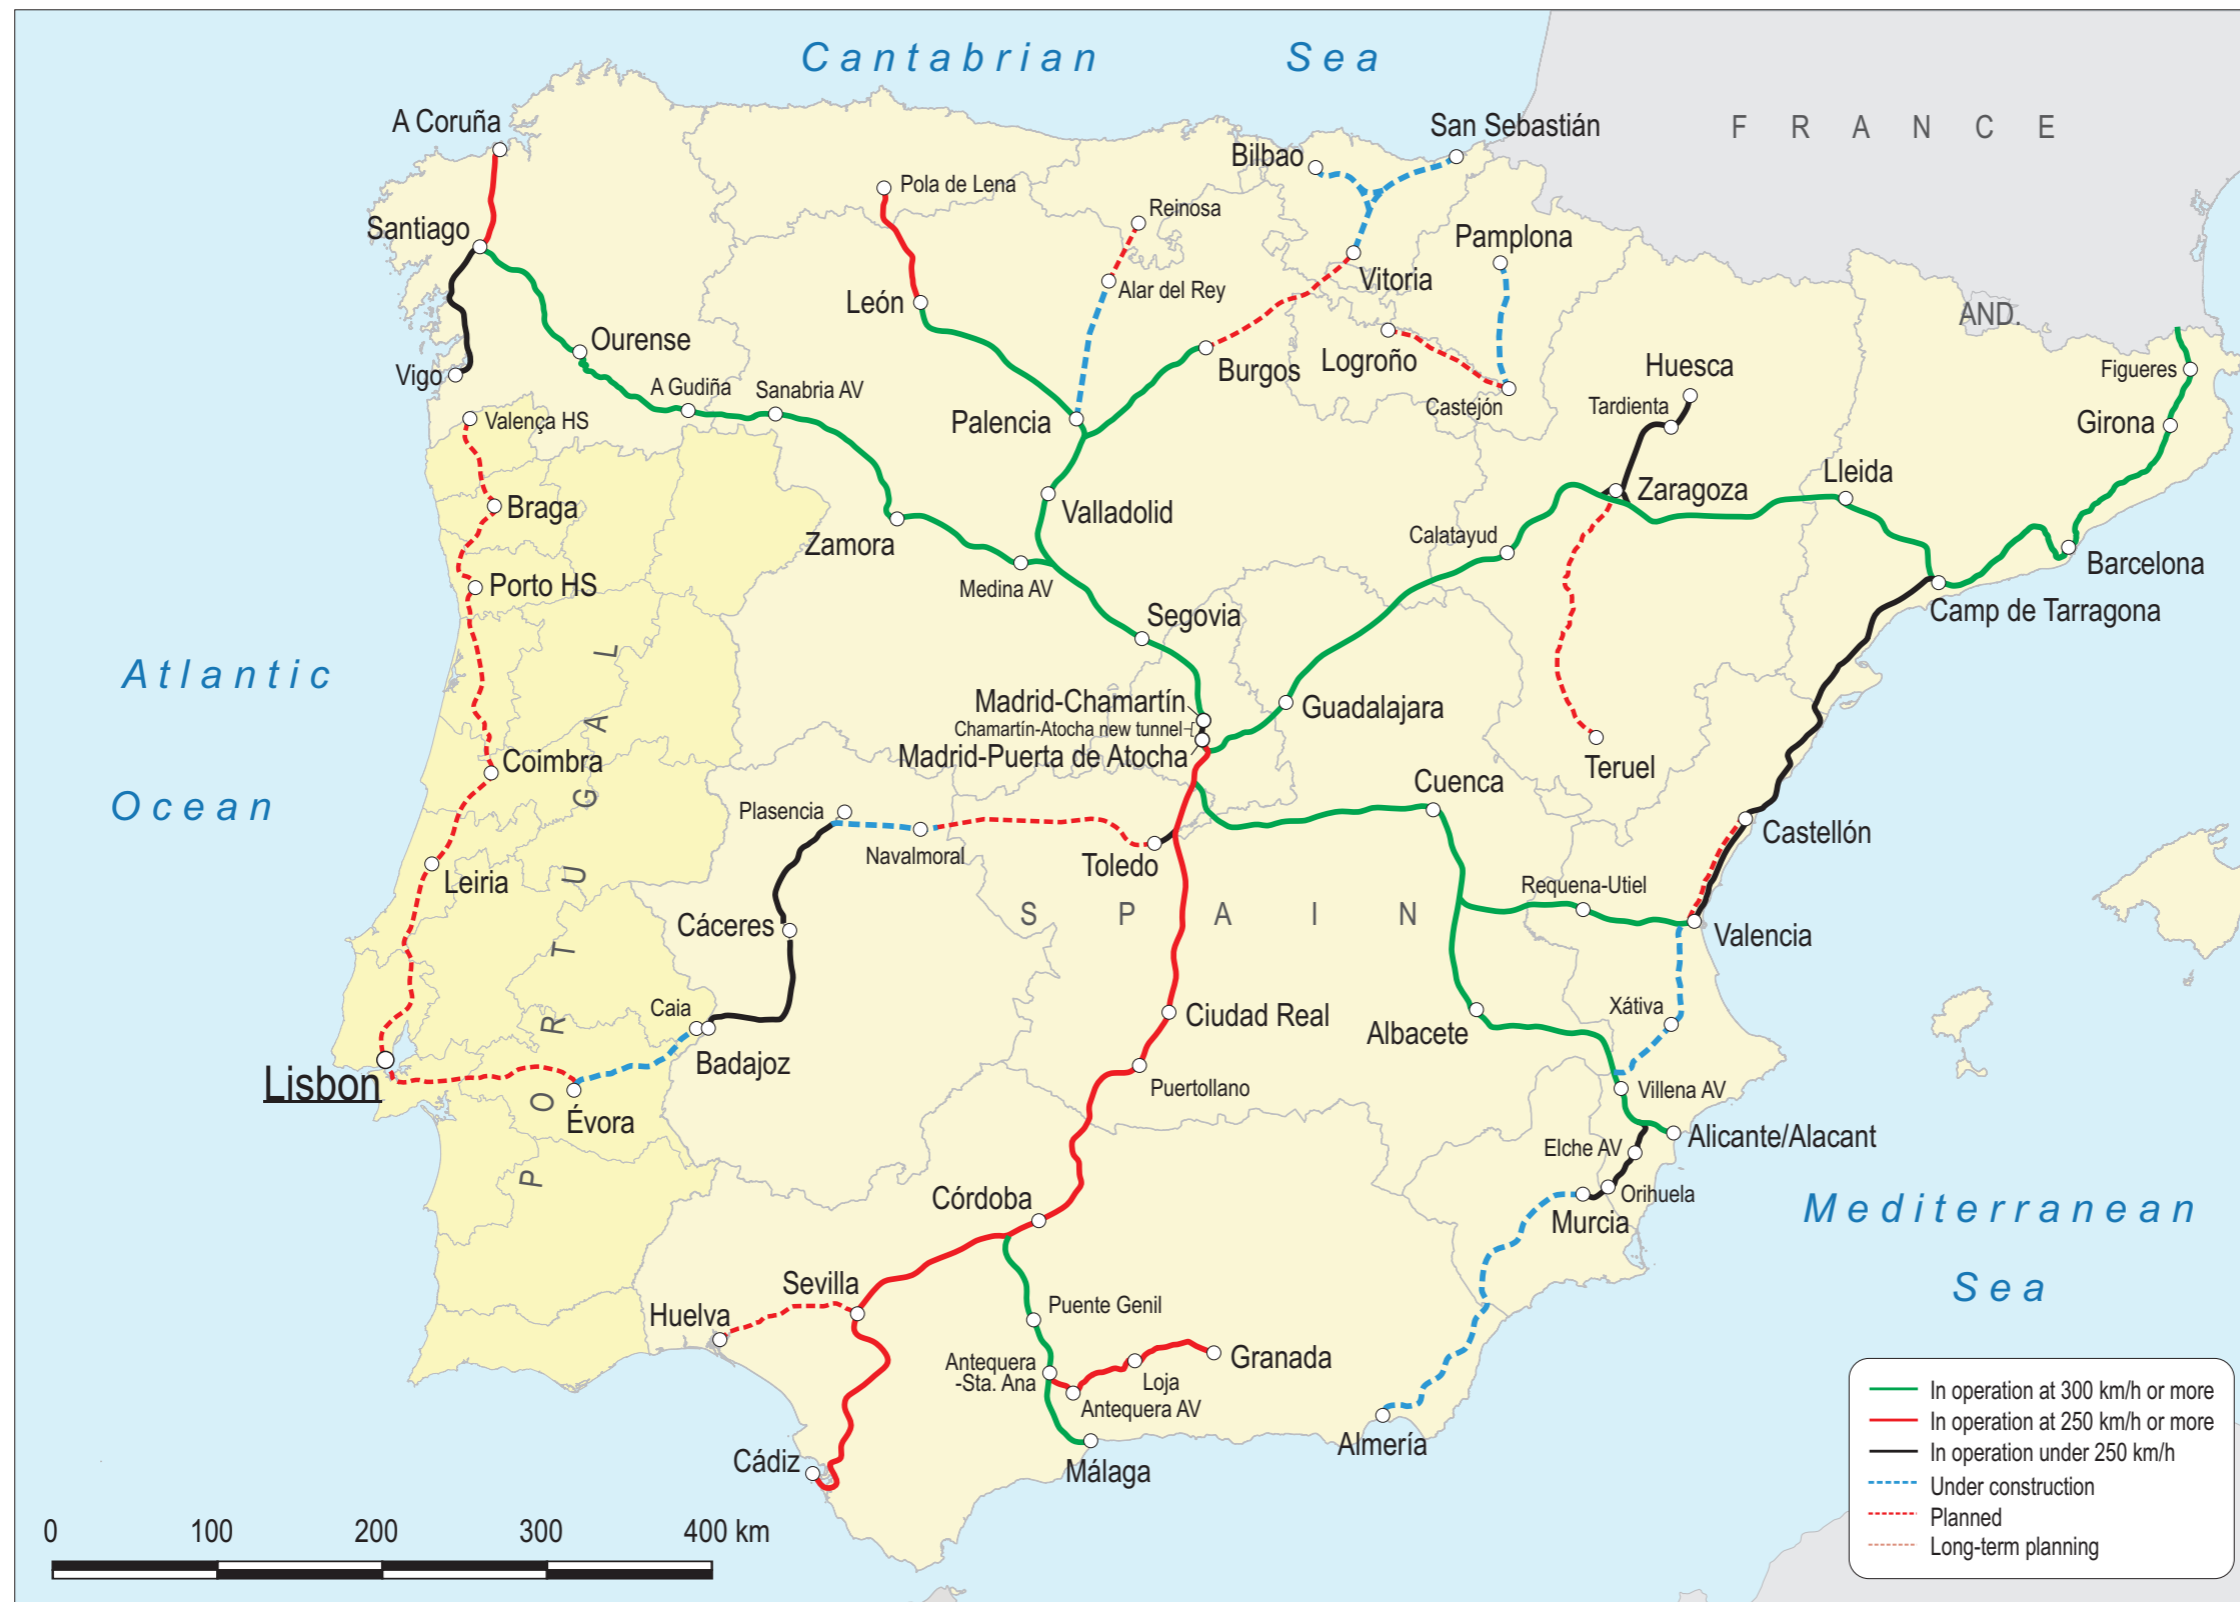 Cantabrian Sea
A Coruña
San Sebastián
FRANCE
Bilbao
Pola de Lena
Reinosa
Santiago
Pamplona
Vitoria
Alar del Rey
León
AND.
Ourense
Logroño
Burgos
Huesca
Figueres
Vigo
A Gudiña
Sanabria AV
Castejón
Tardienta
Valença HS
Palencia
Girona
Lleida
Zaragoza
Braga
Valladolid
Calatayud
Zamora
Barcelona
Porto HS
Medina AV
Camp de Tarragona
Segovia
Atlantic
Ocean
PORTUGAL
Madrid-Chamartín
Chamartín-Atocha new tunnel
Madrid-Puerta de Atocha
Guadalajara
Coimbra
Teruel
Cuenca
Plasencia
Navalmoral
Toledo
Castellón
Leiria
Requena-Utiel
SPAIN
Cáceres
Valencia
Caia
Xátiva
Ciudad Real
Albacete
Badajoz
Lisbon
Puertollano
Villena AV
Évora
Alicante/Alacant
Elche AV
Orihuela
Murcia
Córdoba
Mediterranean
Sea
Sevilla
Huelva
Puente Genil
Granada
Antequera
-Sta. Ana
Loja
Antequera AV
Almería
Cádiz
Málaga
0 100 200 300 400 km
In operation at 300 km/h or more
In operation at 250 km/h or more
In operation under 250 km/h
Under construction
Planned
Long-term planning